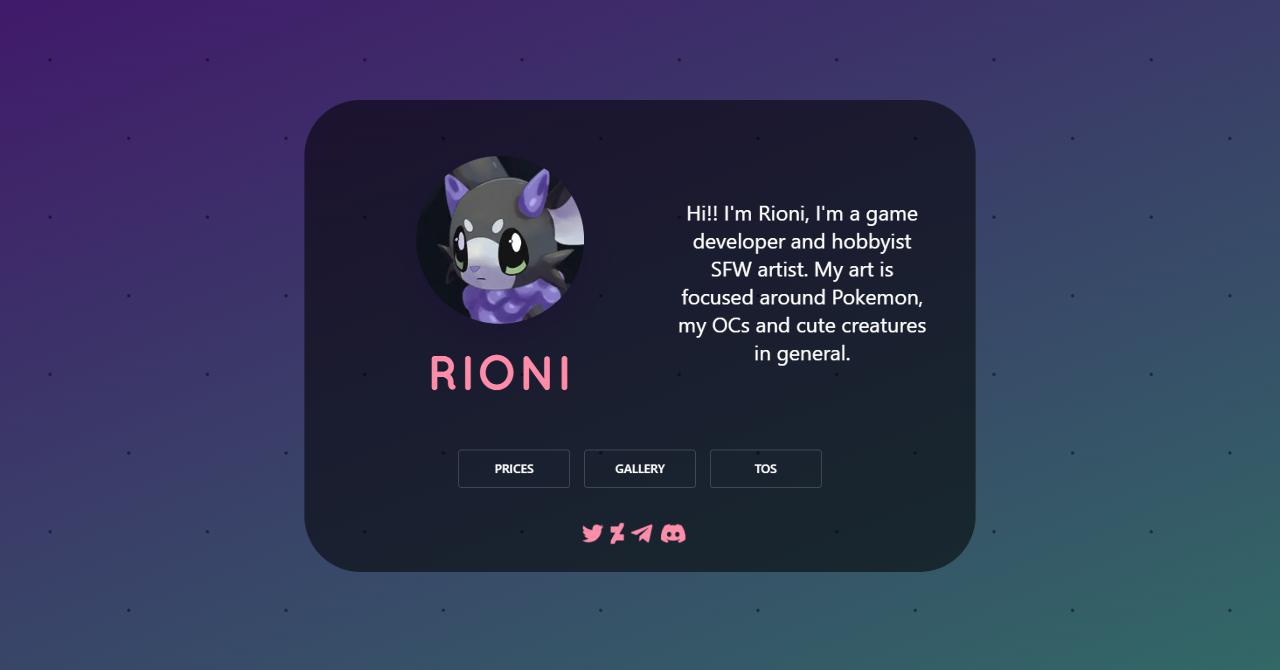 Hi!! I'm Rioni, I'm a game
developer and hobbyist
SFW artist. My art is
focused around Pokemon,
my OCs and cute creatures
in general.
RIONI
PRICES
GALLERY
TOS